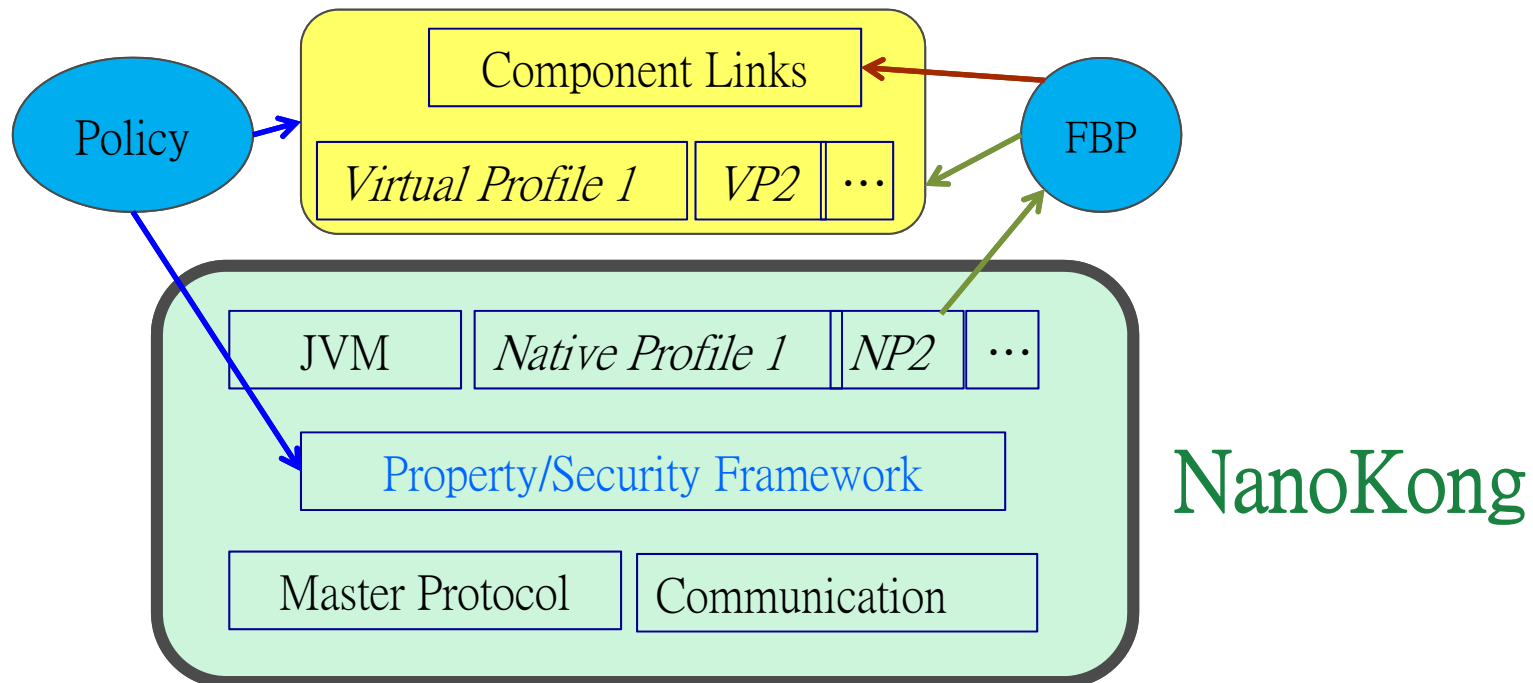 Component Links
Policy
FBP
Virtual Profile 1
VP2
...
JVM
Native Profile 1
NP2
...
Property/Security Framework
NanoKong
Master Protocol
Communication